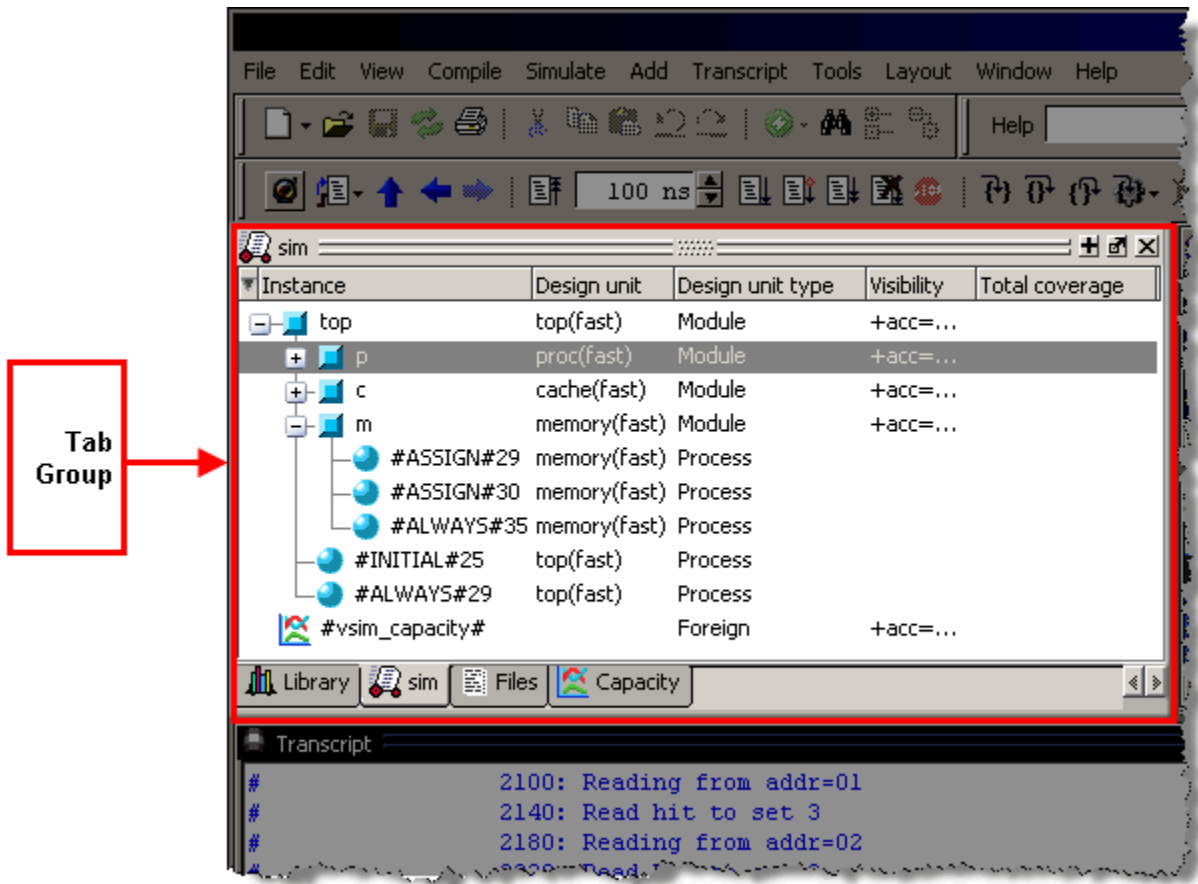 File Edit View Compile Simulate Add Transcript Tools Layout Window Help
Help
100 ns
sim
Instance Design unit Design unit type Visibility Total coverage
top top(fast) Module +acc=...
p proc(fast) Module +acc=...
c cache(fast) Module +acc=...
m memory(fast) Module +acc=...
#ASSIGN#29 memory(fast) Process
#ASSIGN#30 memory(fast) Process
#ALWAYS#35 memory(fast) Process
#INITIAL#25 top(fast) Process
#ALWAYS#29 top(fast) Process
#vsim_capacity# Foreign +acc=...
Library sim Files Capacity
Tab
Group
Transcript
# 2100: Reading from addr=01
# 2140: Read hit to set 3
# 2180: Reading from addr=02